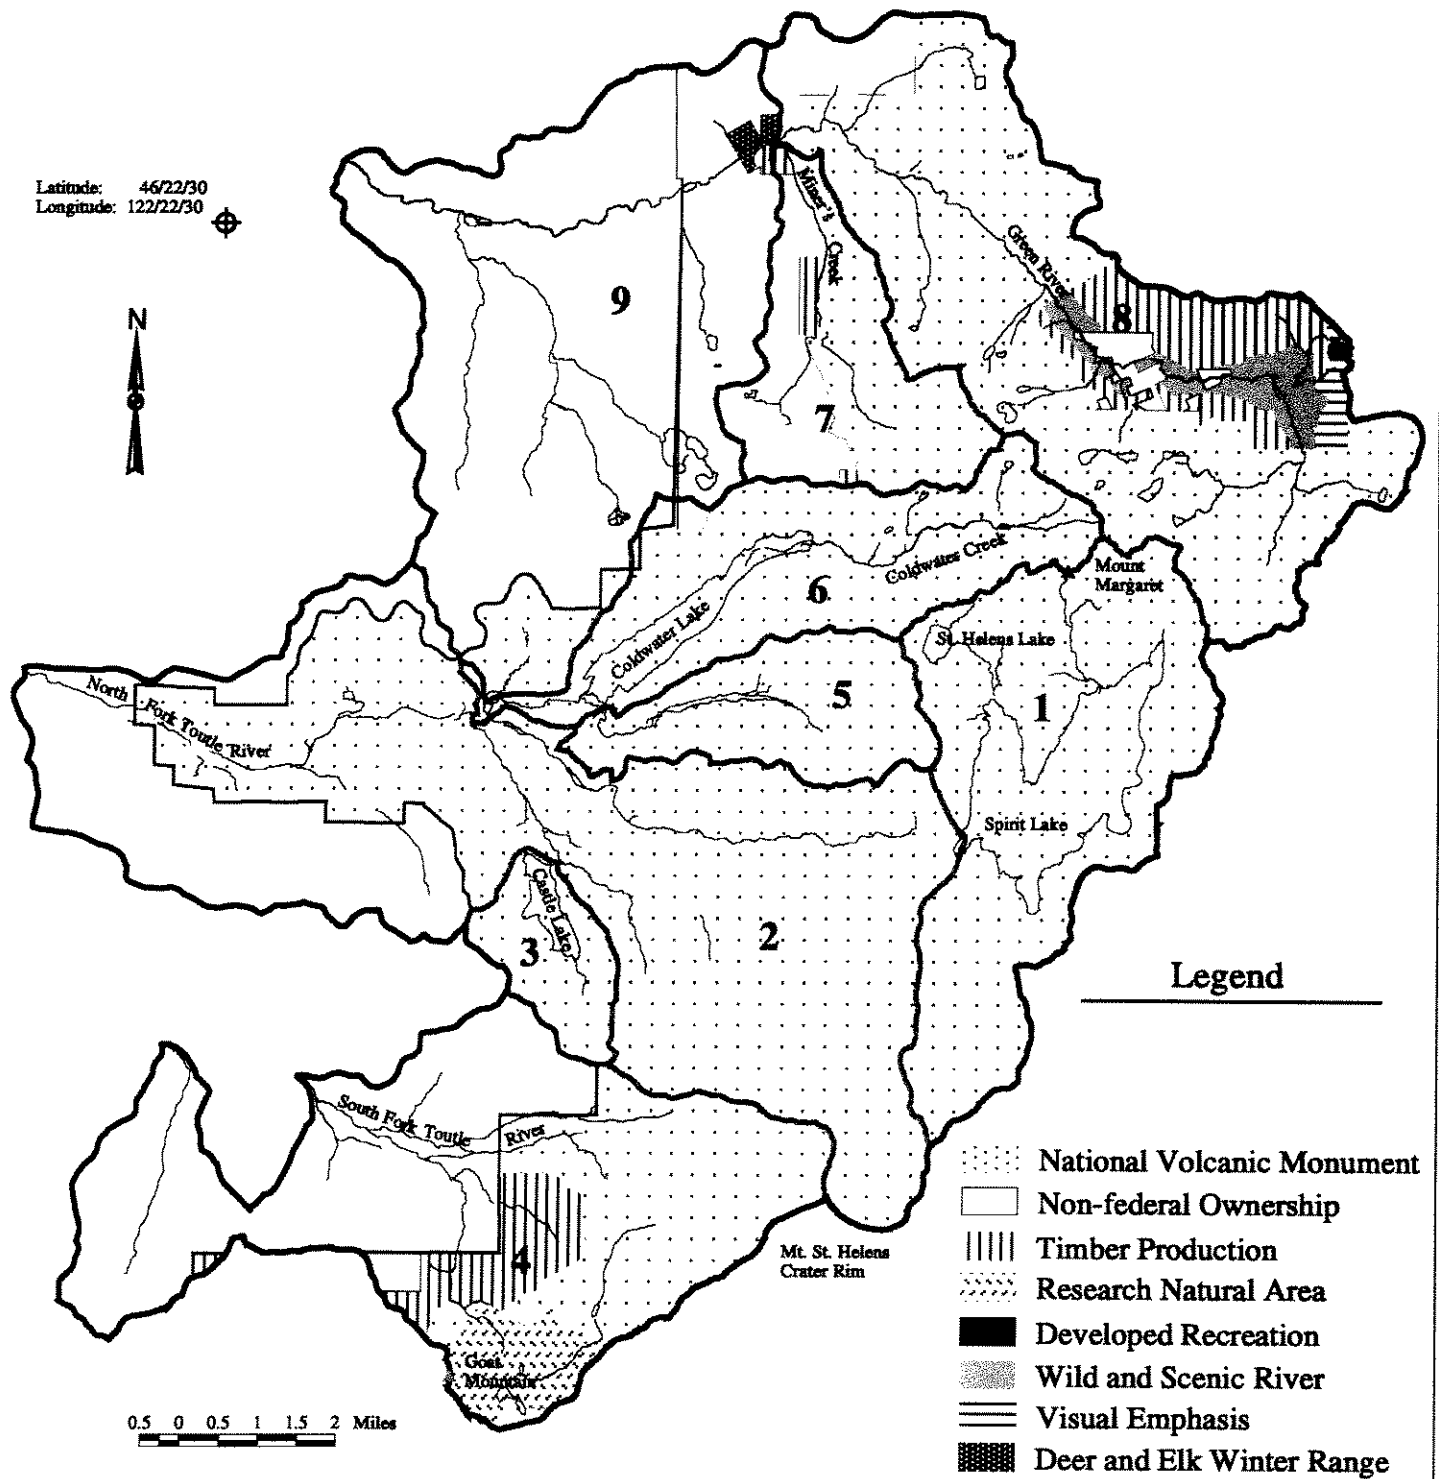 Latitude: 46/22/30
Longitude: 122/22/30
N
Miner's
Creek
Green River
9
8
7
Coldwater Creek
Mount
Margaret
6
Coldwater Lake
St. Helens Lake
North
Fork Toutle River
5
1
Spirit Lake
Castle Lake
3
2
Legend
South Fork Toutle
River
National Volcanic Monument
Non-federal Ownership
Mt. St. Helens
Crater Rim
4
Timber Production
Research Natural Area
Developed Recreation
Goat
Mountain
Wild and Scenic River
0.5 0 0.5 1 1.5 2 Miles
Visual Emphasis
Deer and Elk Winter Range